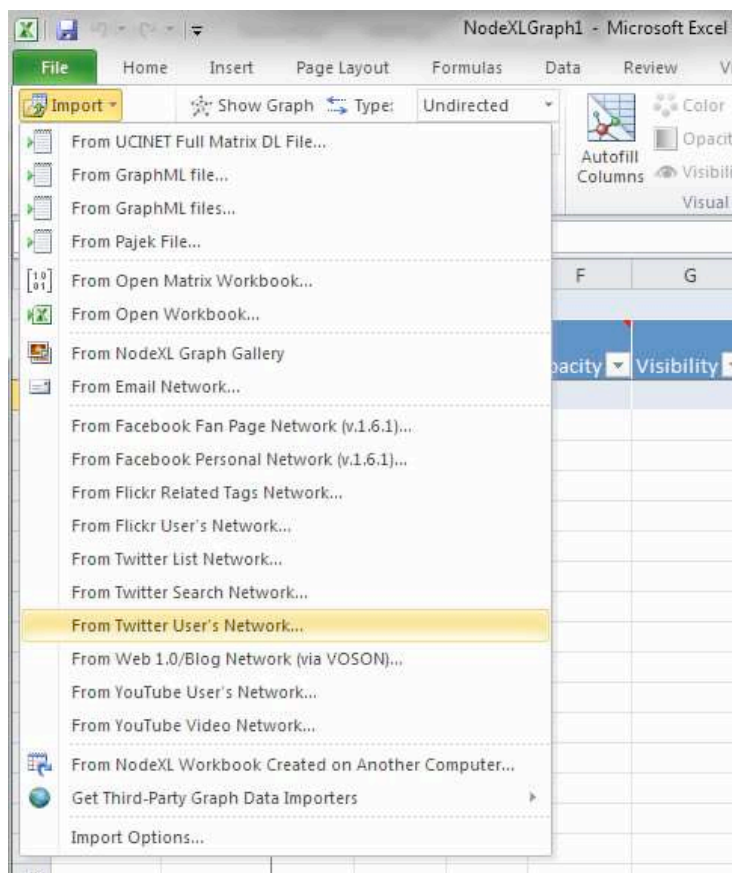 NodeXLGraph1 - Microsoft Excel
File Home Insert Page Layout Formulas Data Review
Import Show Graph Type: Undirected
Color
Autofill Columns
Visual
From UCINET Full Matrix DL File...
From GraphML file...
From GraphML files...
From Pajek File...
From Open Matrix Workbook...
From Open Workbook...
From NodeXL Graph Gallery
From Email Network...
From Facebook Fan Page Network (v.1.6.1)...
From Facebook Personal Network (v.1.6.1)...
From Flickr Related Tags Network...
From Flickr User's Network...
From Twitter List Network...
From Twitter Search Network...
From Twitter User's Network...
From Web 1.0/Blog Network (via VOSON)...
From YouTube User's Network...
From YouTube Video Network...
From NodeXL Workbook Created on Another Computer...
Get Third-Party Graph Data Importers
Import Options...
F G
Visibility